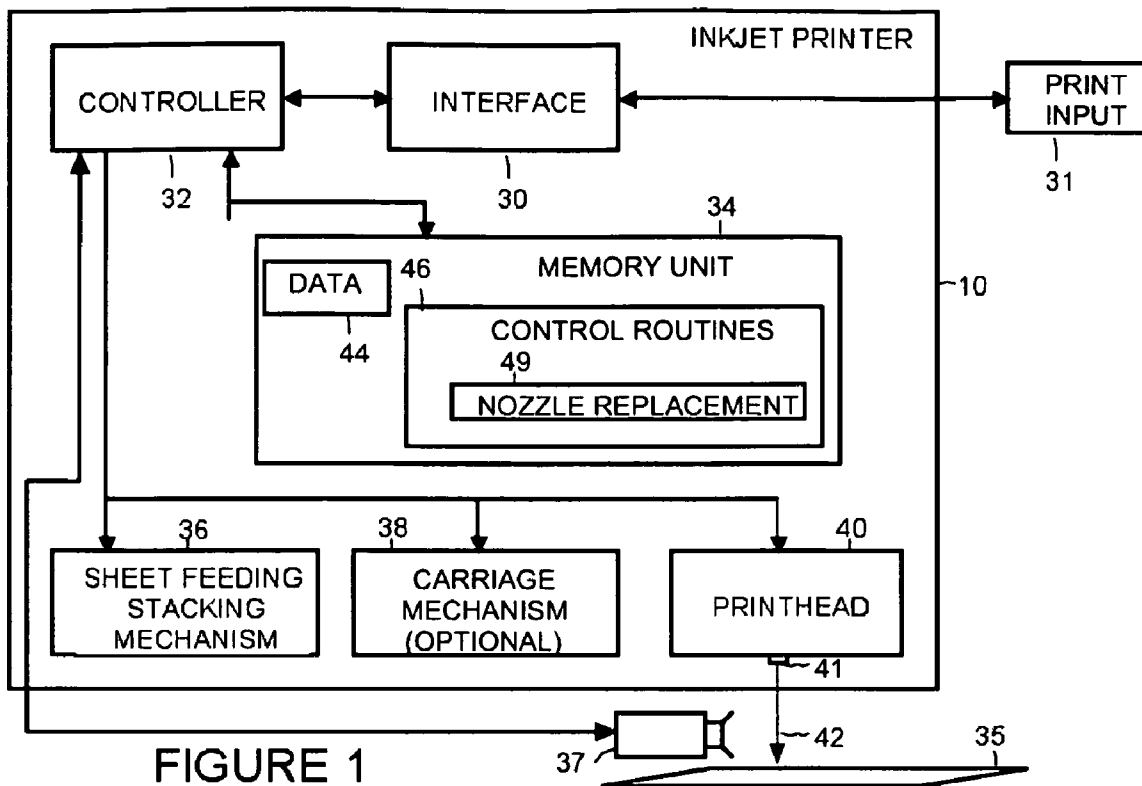 INKJET PRINTER
CONTROLLER
INTERFACE
PRINT
INPUT
32
30
31
34
MEMORY UNIT
DATA
44
46
CONTROL ROUTINES
49
NOZZLE REPLACEMENT
10
36
SHEET FEEDING
STACKING
MECHANISM
38
CARRIAGE
MECHANISM
(OPTIONAL)
40
PRINTHEAD
41
42
37
35
FIGURE 1